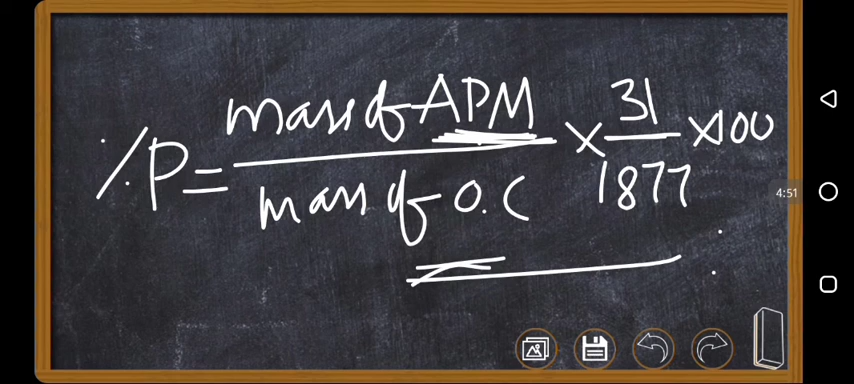 % P = mass of APM / mass of O.C × 31 / 1877 × 100
4:51